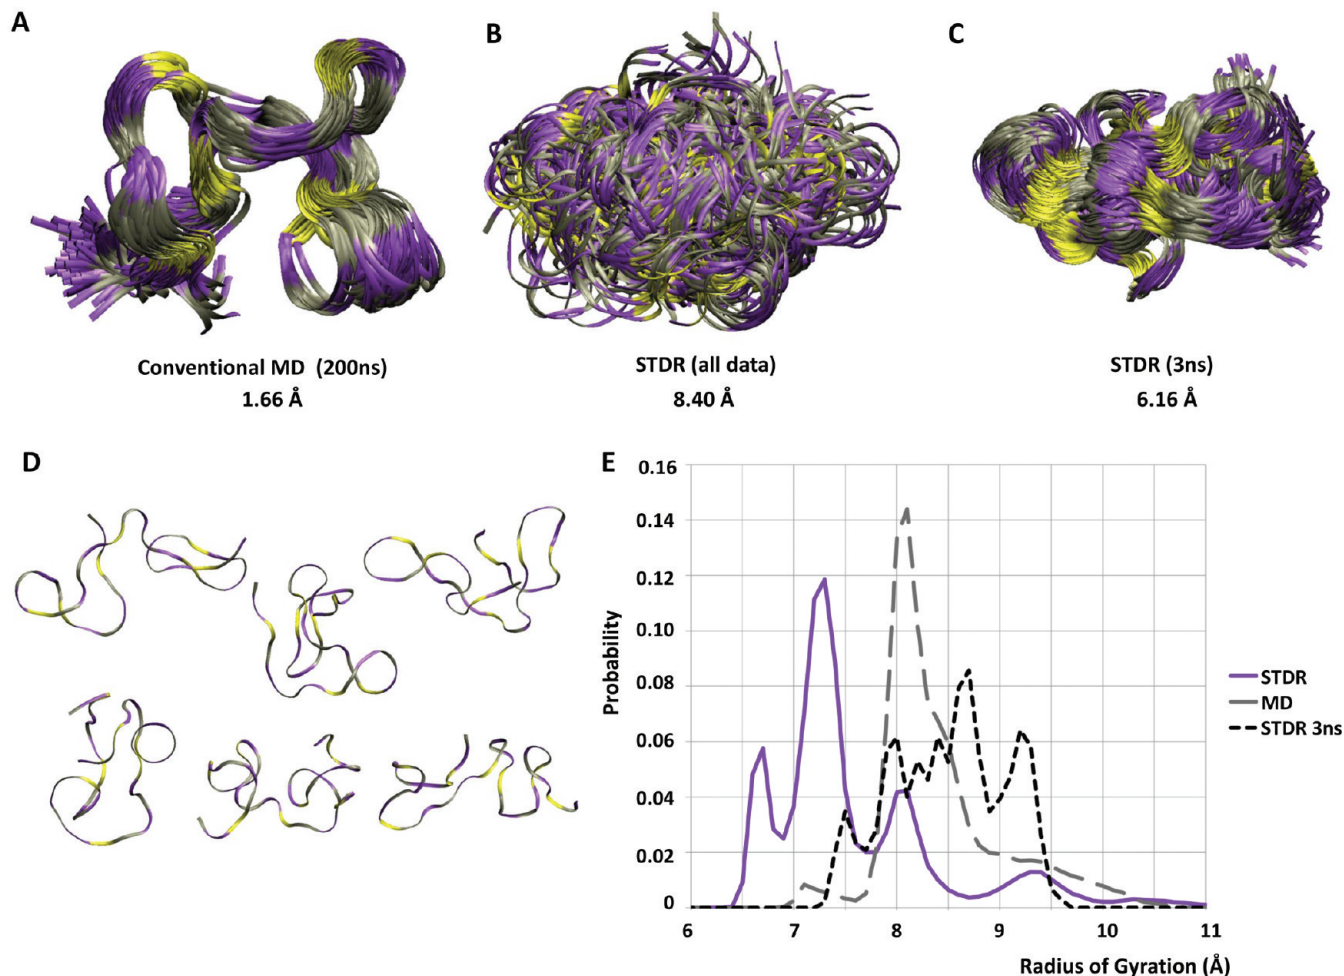 A
B
C
Conventional MD (200ns)
1.66 Å
STDR (all data)
8.40 Å
STDR (3ns)
6.16 Å
D
E
0.16
0.14
0.12
0.10
0.08
0.06
0.04
0.02
0
Probability
6 7 8 9 10 11
Radius of Gyration (Å)
STDR
MD
STDR 3ns